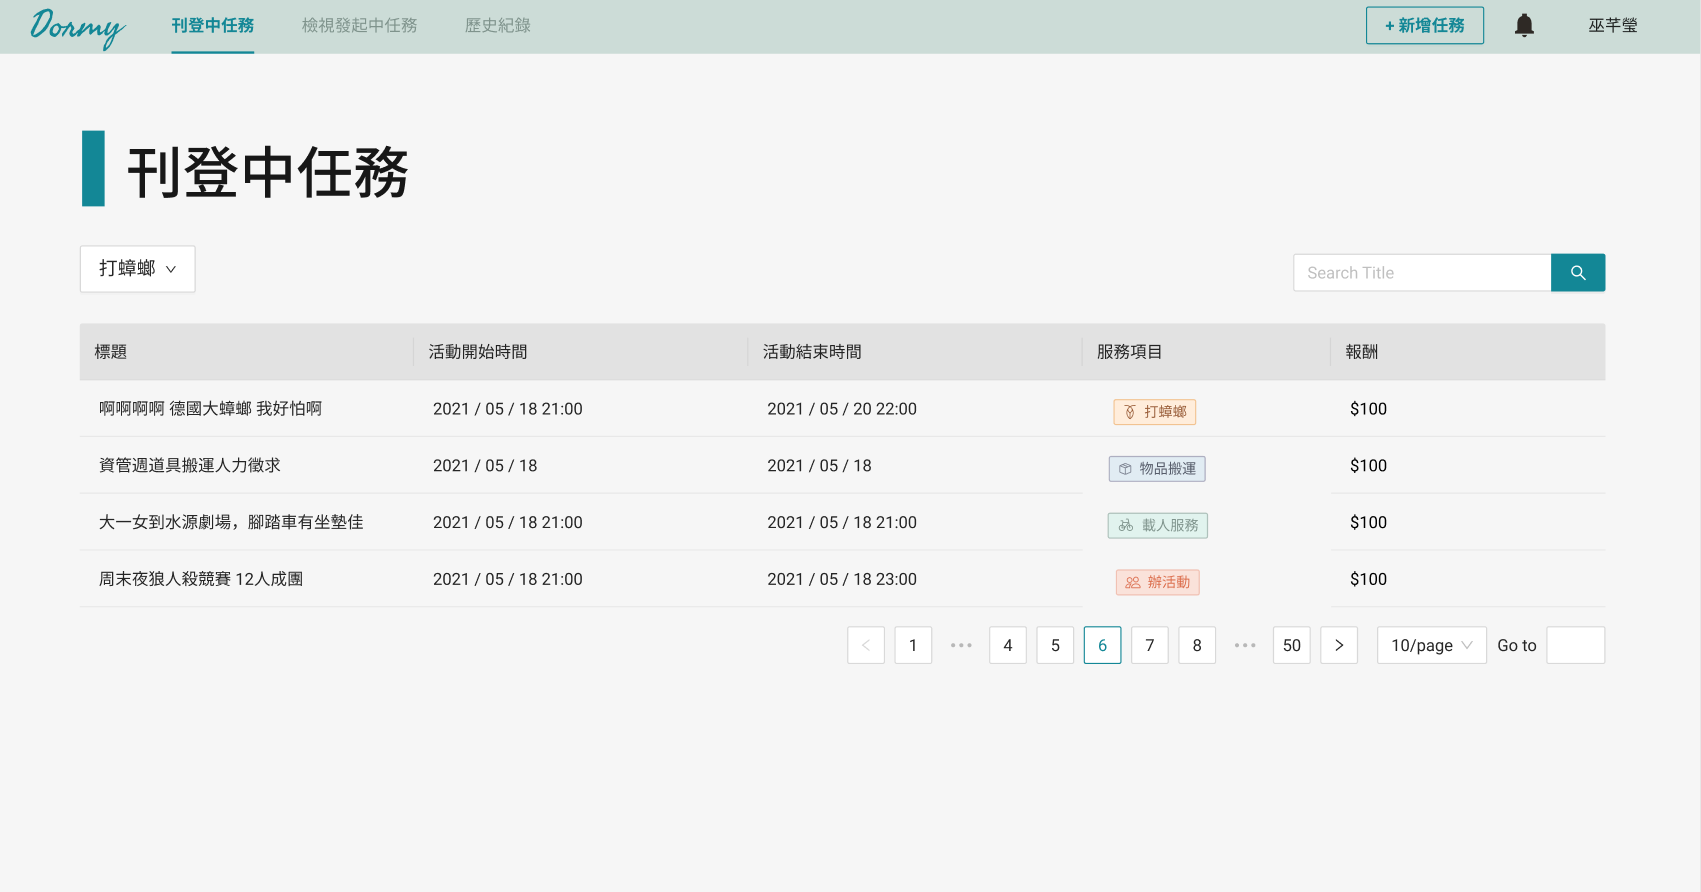 Dormy 刊登中任務 檢視發起中任務 歷史紀錄 + 新增任務 巫芊瑩
刊登中任務
打蟑螂
Search Title
標題 活動開始時間 活動結束時間 服務項目 報酬
啊啊啊啊 德國大蟑螂 我好怕啊 2021 / 05 / 18 21:00 2021 / 05 / 20 22:00 打蟑螂 $100
資管週道具搬運人力徵求 2021 / 05 / 18 2021 / 05 / 18 物品搬運 $100
大一女到水源劇場，腳踏車有坐墊佳 2021 / 05 / 18 21:00 2021 / 05 / 18 21:00 載人服務 $100
周末夜狼人殺競賽 12人成團 2021 / 05 / 18 21:00 2021 / 05 / 18 23:00 辦活動 $100
< 1 ••• 4 5 6 7 8 ••• 50 > 10/page Go to